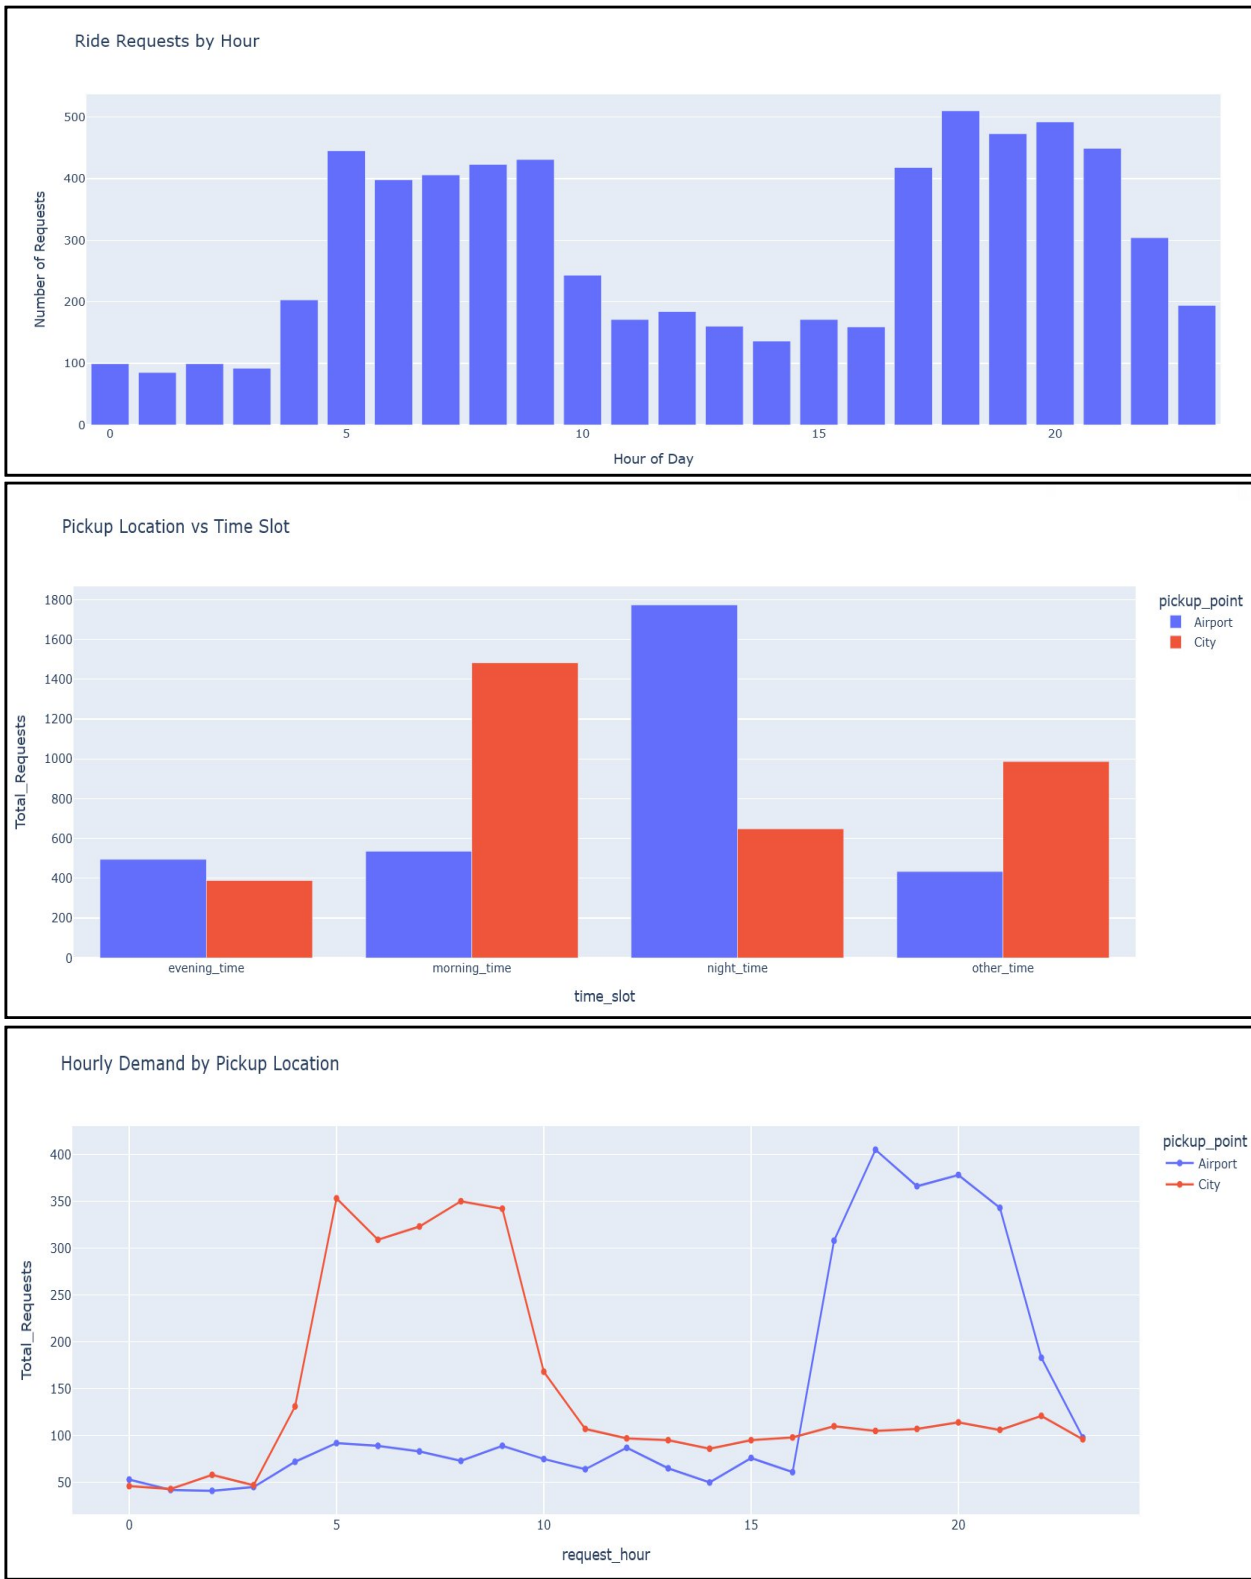 Ride Requests by Hour
500
400
300
200
100
0
Number of Requests
0 5 10 15 20
Hour of Day
Pickup Location vs Time Slot
1800
1600
1400
1200
1000
800
600
400
200
0
Total_Requests
evening_time morning_time night_time other_time
time_slot
pickup_point
Airport
City
Hourly Demand by Pickup Location
400
350
300
250
200
150
100
50
Total_Requests
0 5 10 15 20
request_hour
pickup_point
Airport
City